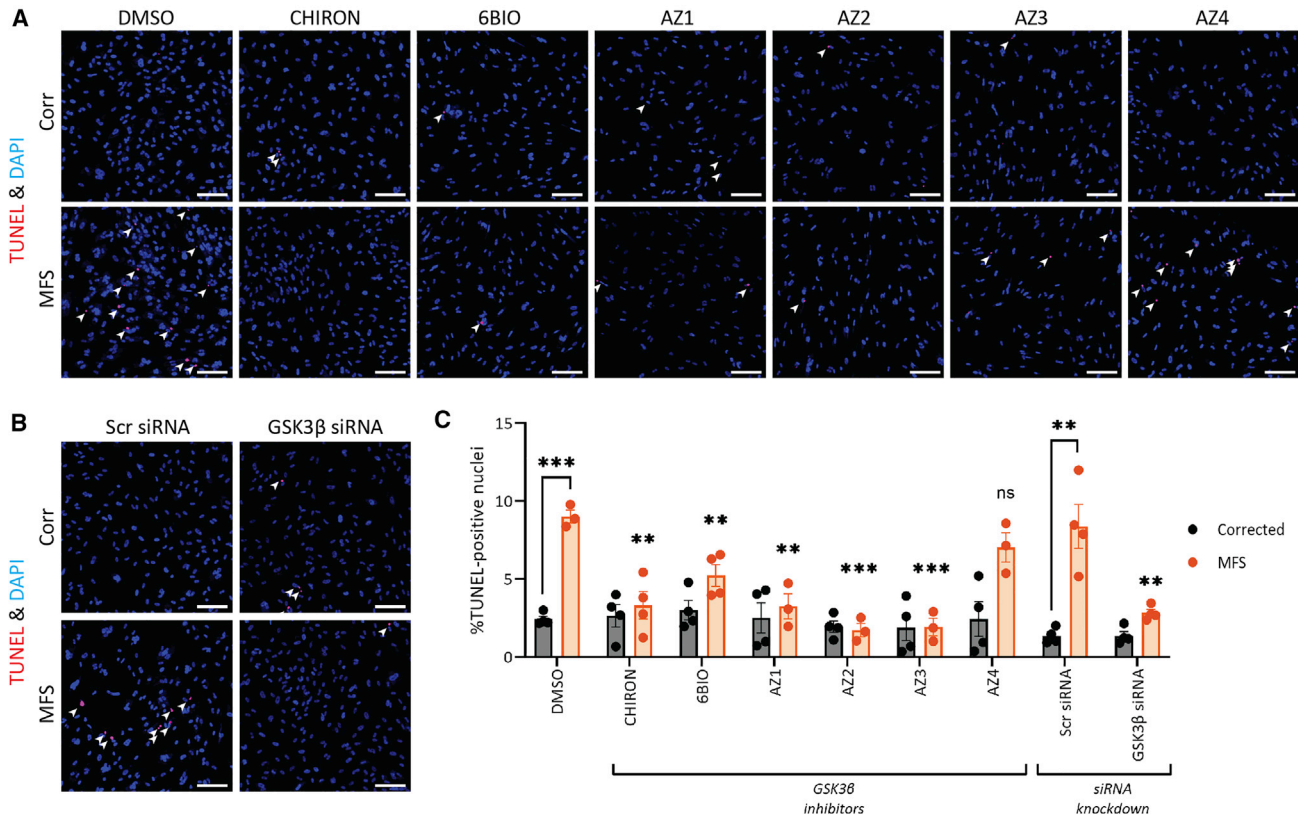 A
DMSO CHIRON 6BIO AZ1 AZ2 AZ3 AZ4
TUNEL & DAPI
Corr
MFS
B
Scr siRNA GSK3β siRNA
TUNEL & DAPI
Corr
MFS
C
%TUNEL-positive nuclei
15
10
5
0
*** ** ** ** *** *** ns ** **
Corrected
MFS
DMSO CHIRON 6BIO AZ1 AZ2 AZ3 AZ4 Scr siRNA GSK3β siRNA
GSK3β siRNA
inhibitors knockdown